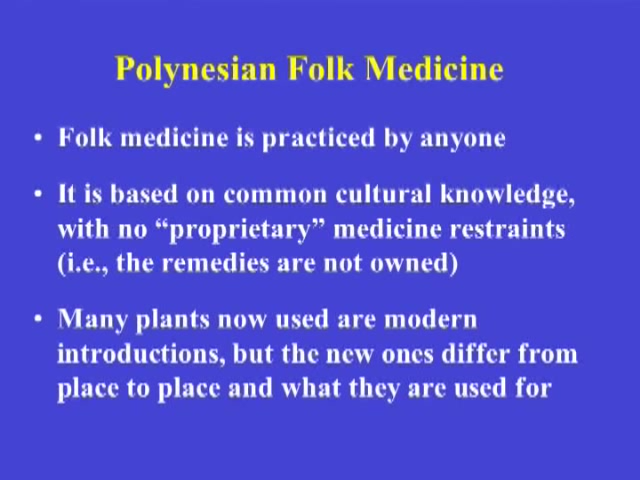 Polynesian Folk Medicine
• Folk medicine is practiced by anyone
• It is based on common cultural knowledge,
with no “proprietary” medicine restraints
(i.e., the remedies are not owned)
• Many plants now used are modern
introductions, but the new ones differ from
place to place and what they are used for